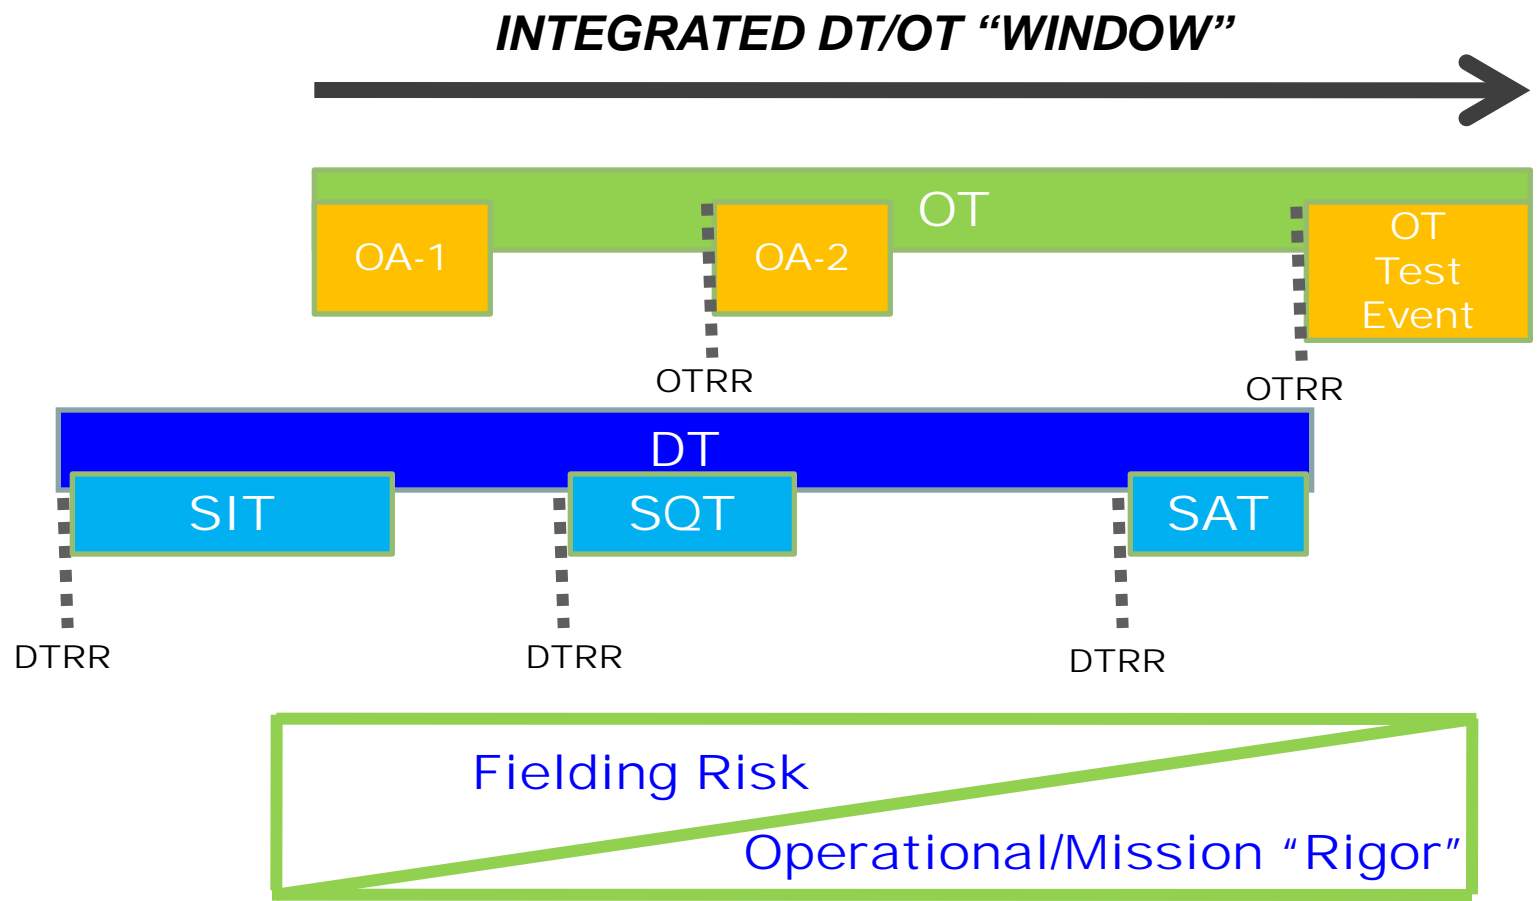 INTEGRATED DT/OT “WINDOW”
OT
OA-1
OA-2
OT
Test
Event
OTRR
OTRR
DT
SIT
SQT
SAT
DTRR
DTRR
DTRR
Fielding Risk
Operational/Mission “Rigor”